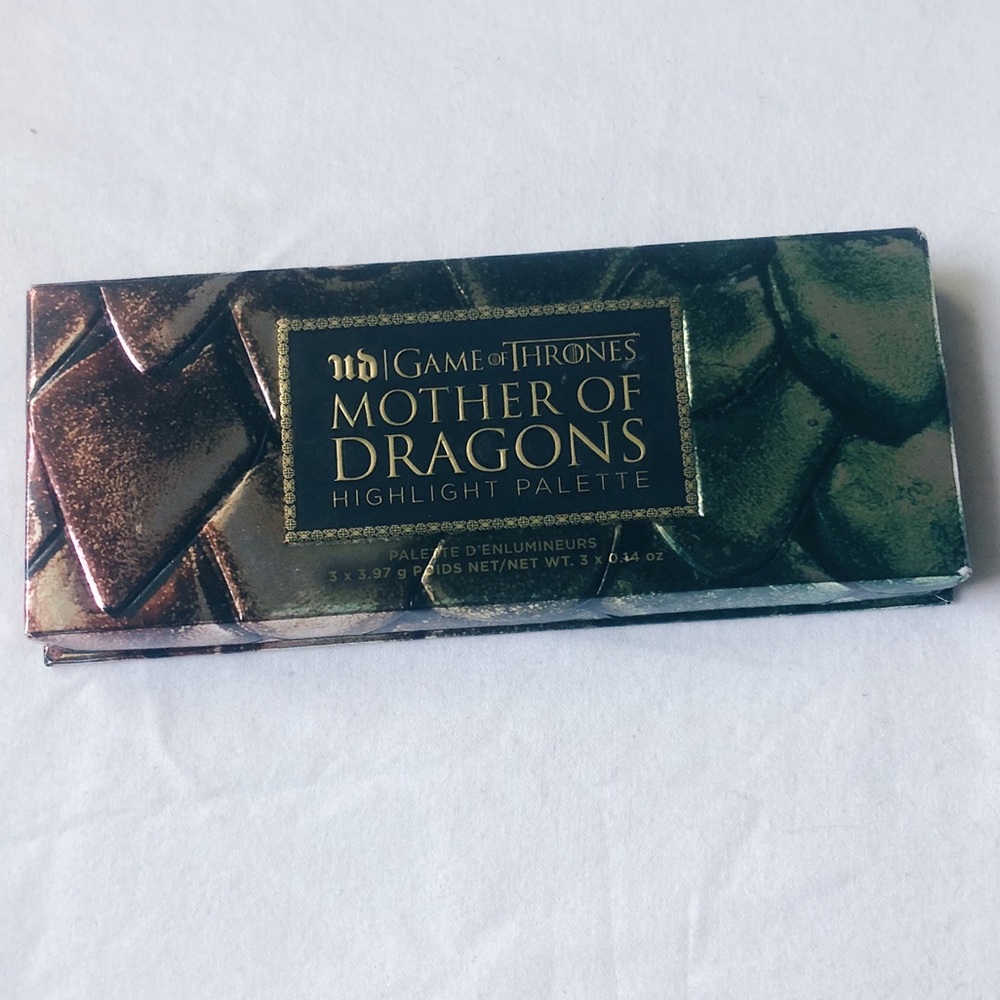 ud | GAME OF THRONES
MOTHER OF
DRAGONS
HIGHLIGHT PALETTE
PALETTE D'ENLUMINEURS
3 x 3.97 g POIDS NET/NET WT. 3 x 0.14 oz